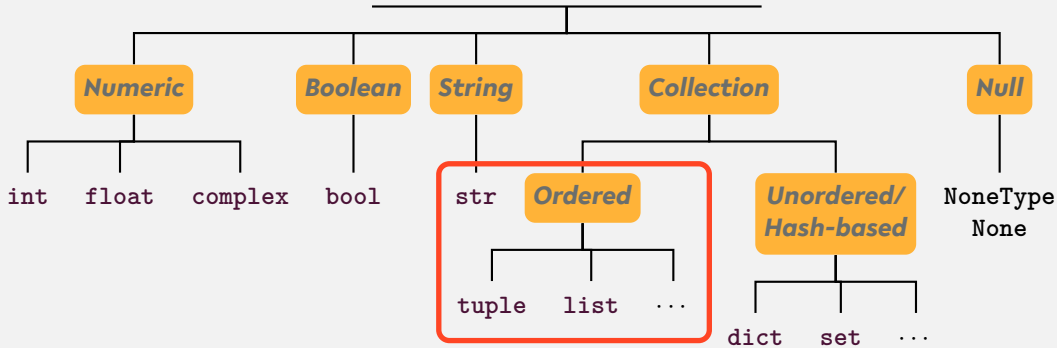 Numeric Boolean String Collection Null
int float complex bool str Ordered Unordered/ Hash-based NoneType None
tuple list ...
dict set ...